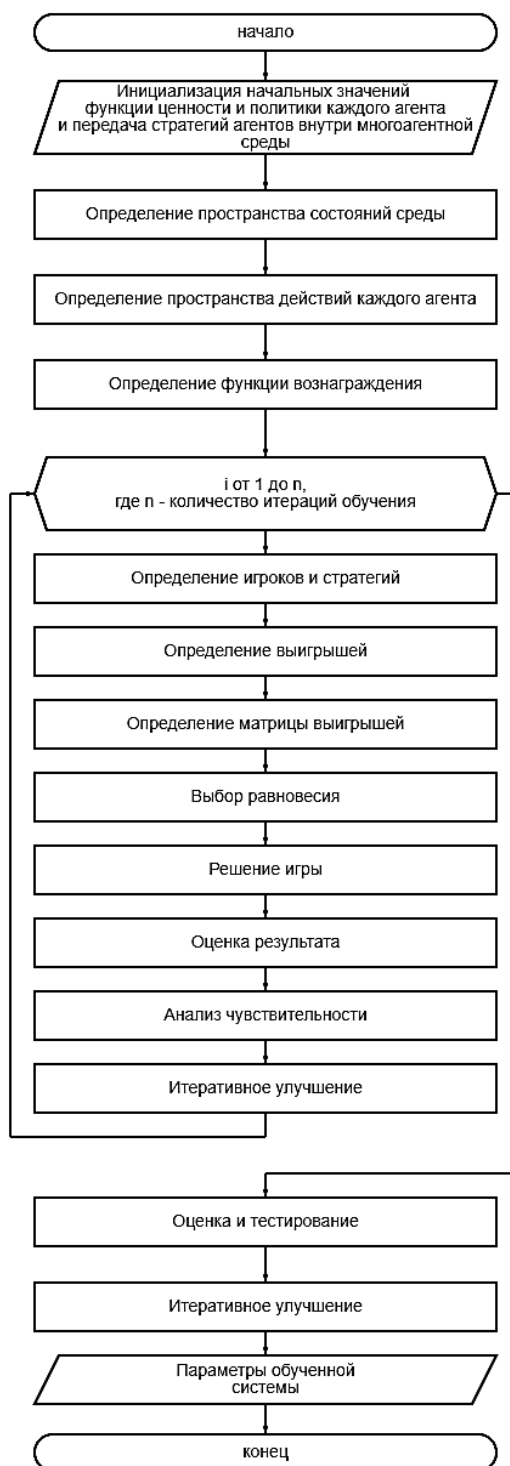 начало
Инициализация начальных значений
функции ценности и политики каждого агента
и передача стратегий агентов внутри многоагентной
среды
Определение пространства состояний среды
Определение пространства действий каждого агента
Определение функции вознаграждения
i от 1 до n,
где n - количество итераций обучения
Определение игроков и стратегий
Определение выигрышей
Определение матрицы выигрышей
Выбор равновесия
Решение игры
Оценка результата
Анализ чувствительности
Итеративное улучшение
Оценка и тестирование
Итеративное улучшение
Параметры обученной
системы
конец